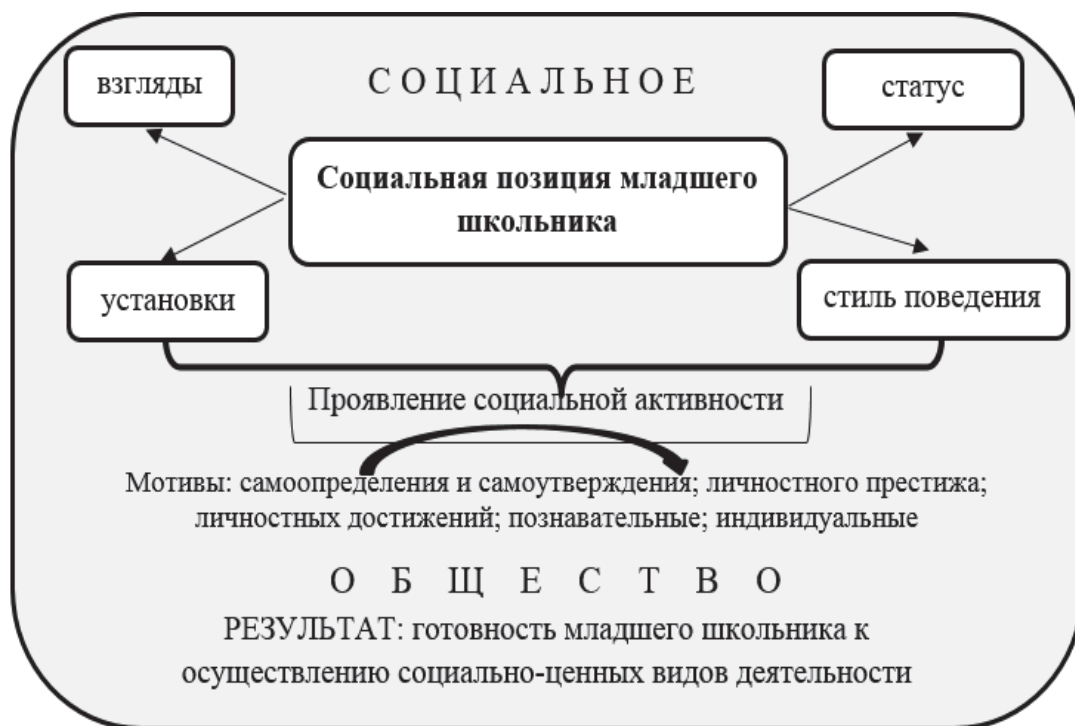 взгляды
С О Ц И А Л Ь Н О Е
статус
Социальная позиция младшего
школьника
установки
стиль поведения
Проявление социальной активности
Мотивы: самоопределения и самоутверждения; личностного престижа;
личностных достижений; познавательные; индивидуальные
О Б Щ Е С Т В О
РЕЗУЛЬТАТ: готовность младшего школьника к
осуществлению социально-ценных видов деятельности